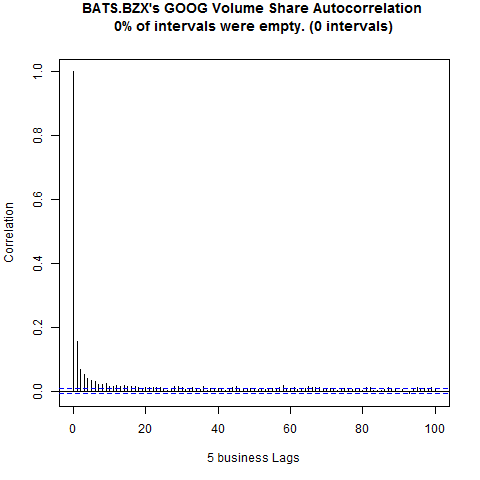 BATS.BZX's GOOG Volume Share Autocorrelation
0% of intervals were empty. (0 intervals)
Correlation
1.0
0.8
0.6
0.4
0.2
0.0
0 20 40 60 80 100
5 business Lags